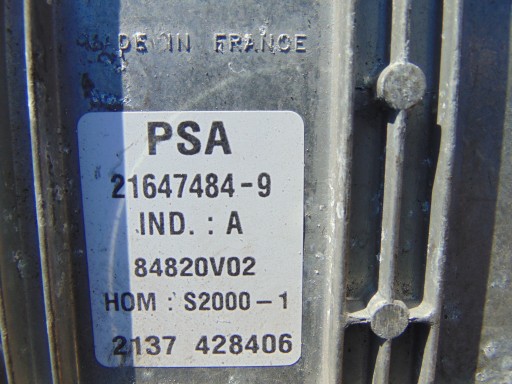 MADE IN FRANCE
PSA
21647484-9
IND. : A
84820V02
HOM : S2000-1
2137 428406